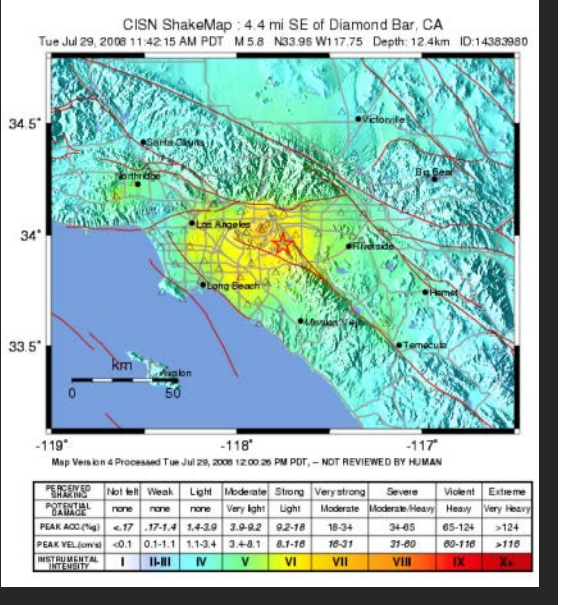 CISN ShakeMap : 4.4 mi SE of Diamond Bar, CA
Tue Jul 29, 2008 11:42:15 AM PDT M 5.8 N33.96 W117.75 Depth: 12.4km ID:14383980
34.5°
34°
33.5°
-119°
-118°
-117°
Victorville
Santa Clarita
Big Bear
Northridge
Los Angeles
Riverside
Long Beach
Hemet
Mission Viejo
Temecula
Avalon
km
0 50
Map Version 4 Processed Tue Jul 29, 2008 12:00:26 PM PDT, -- NOT REVIEWED BY HUMAN
PERCEIVED SHAKING Not felt Weak Light Moderate Strong Very strong Severe Violent Extreme
POTENTIAL DAMAGE none none none Very light Light Moderate Moderate/Heavy Heavy Very Heavy
PEAK ACC.(%g) <.17 .17-1.4 1.4-3.9 3.9-9.2 9.2-18 18-34 34-65 65-124 >124
PEAK VEL.(cm/s) <0.1 0.1-1.1 1.1-3.4 3.4-8.1 8.1-16 16-31 31-60 60-116 >116
INSTRUMENTAL INTENSITY I II-III IV V VI VII VIII IX X+